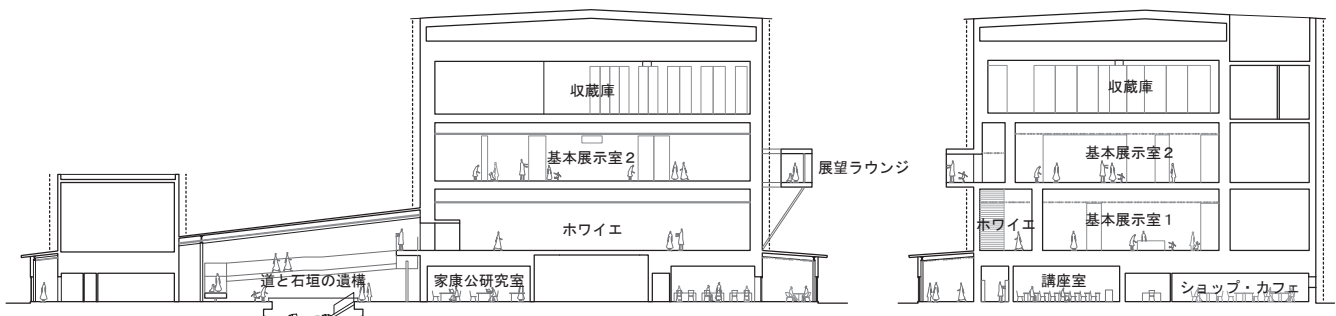 収蔵庫
基本展示室2
展望ラウンジ
ホワイエ
道と石垣の遺構
家康公研究室
収蔵庫
基本展示室2
ホワイエ
基本展示室1
講座室
ショップ・カフェ